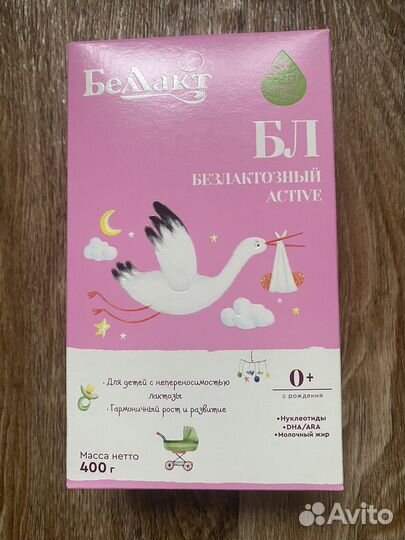 Беллакт
БЛ
БЕЗЛАКТОЗНЫЙ
ACTIVE
• Для детей с непереносимостью
лактозы
• Гармоничный рост и развитие
0+
с рождения
•Нуклеотиды
•DHA/ARA
•Молочный жир
Масса нетто
400 г
Avito